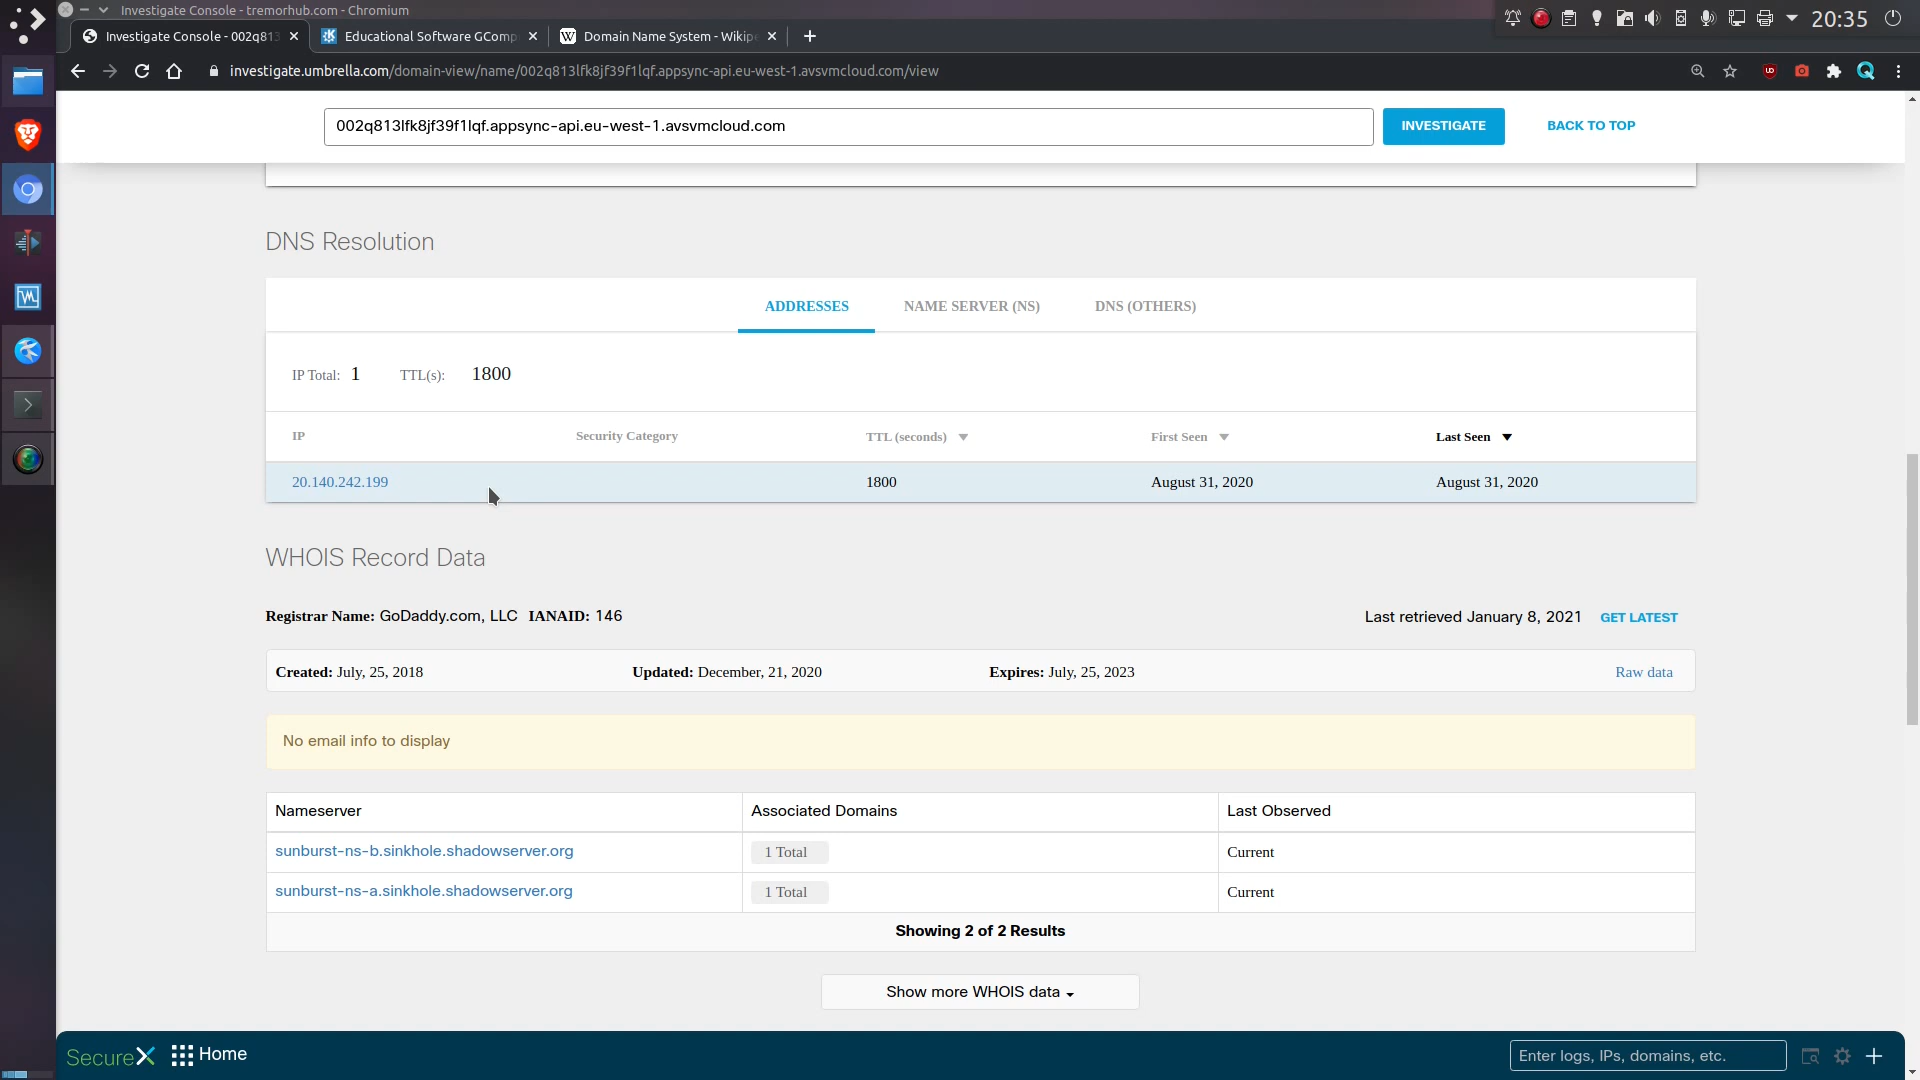 Investigate Console - tremorhub.com - Chromium
20:35
Investigate Console - 002q813
Educational Software GComp
Domain Name System - Wikipe
investigate.umbrella.com/domain-view/name/002q813lfk8jf39f1lqf.appsync-api.eu-west-1.avsvmcloud.com/view
002q813lfk8jf39f1lqf.appsync-api.eu-west-1.avsvmcloud.com
INVESTIGATE
BACK TO TOP
DNS Resolution
ADDRESSES NAME SERVER (NS) DNS (OTHERS)
IP Total: 1 TTL(s): 1800
IP Security Category TTL (seconds) First Seen Last Seen
20.140.242.199 1800 August 31, 2020 August 31, 2020
WHOIS Record Data
Registrar Name: GoDaddy.com, LLC IANAID: 146
Last retrieved January 8, 2021 GET LATEST
Created: July, 25, 2018 Updated: December, 21, 2020 Expires: July, 25, 2023 Raw data
No email info to display
Nameserver Associated Domains Last Observed
sunburst-ns-b.sinkhole.shadowserver.org 1 Total Current
sunburst-ns-a.sinkhole.shadowserver.org 1 Total Current
Showing 2 of 2 Results
Show more WHOIS data
SecureX Home
Enter logs, IPs, domains, etc.